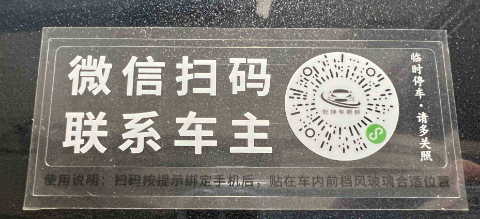 微信扫码
联系车主
临时停车·请多关照
使用说明：扫码按提示绑定手机后，贴在车内前档风玻璃合适位置